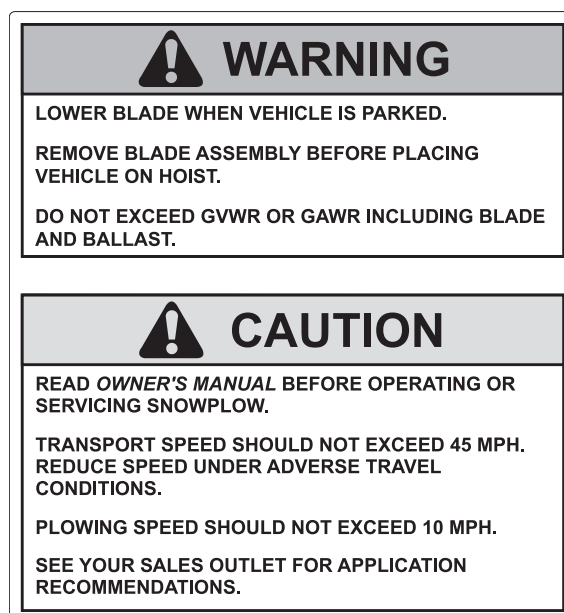 WARNING
LOWER BLADE WHEN VEHICLE IS PARKED.
REMOVE BLADE ASSEMBLY BEFORE PLACING
VEHICLE ON HOIST.
DO NOT EXCEED GVWR OR GAWR INCLUDING BLADE
AND BALLAST.
CAUTION
READ OWNER'S MANUAL BEFORE OPERATING OR
SERVICING SNOWPLOW.
TRANSPORT SPEED SHOULD NOT EXCEED 45 MPH.
REDUCE SPEED UNDER ADVERSE TRAVEL
CONDITIONS.
PLOWING SPEED SHOULD NOT EXCEED 10 MPH.
SEE YOUR SALES OUTLET FOR APPLICATION
RECOMMENDATIONS.